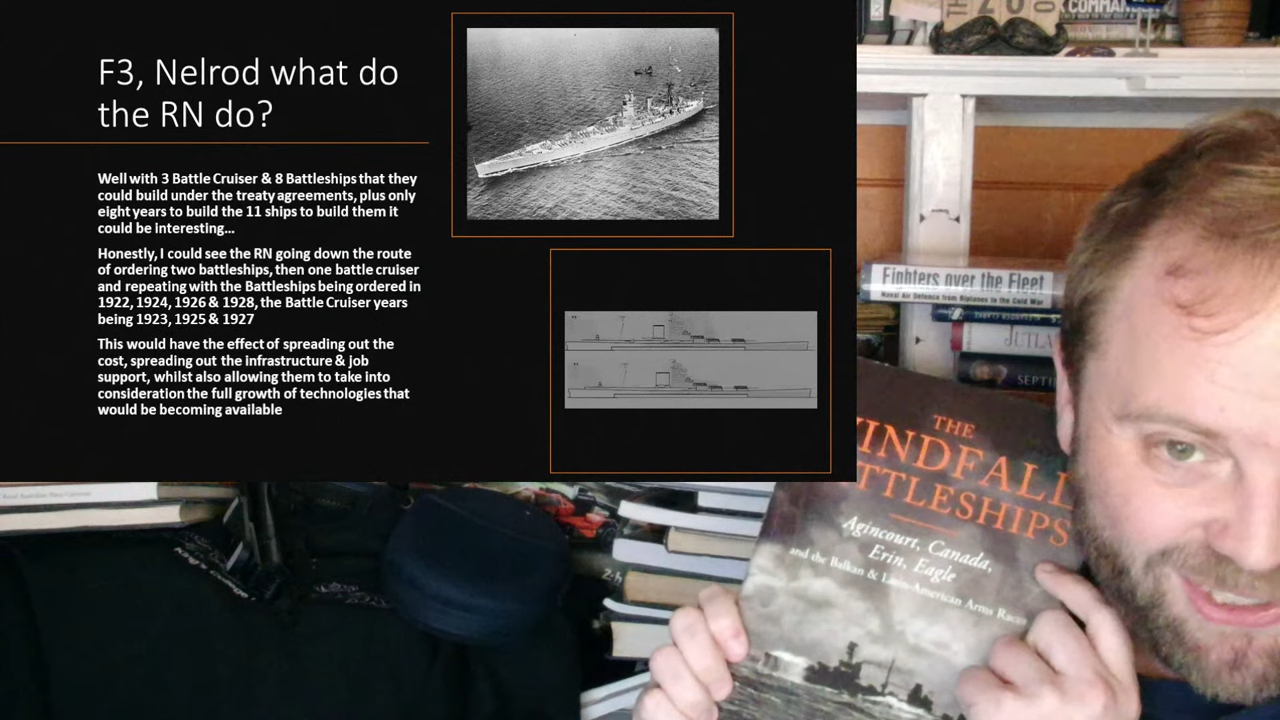 F3, Nelrod what do
the RN do?
Well with 3 Battle Cruiser & 8 Battleships that they
could build under the treaty agreements, plus only
eight years to build the 11 ships to build them it
could be interesting...
Honestly, I could see the RN going down the route
of ordering two battleships, then one battle cruiser
and repeating with the Battleships being ordered in
1922, 1924, 1926 & 1928, the Battle Cruiser years
being 1923, 1925 & 1927
This would have the effect of spreading out the
cost, spreading out the infrastructure & job
support, whilst also allowing them to take into
consideration the full growth of technologies that
would be becoming available
COMMAND
Fighters over the Fleet
Naval Air Defence from Biplanes to the Cold War
JUTLA
SEPTI
THE
INDFALL
TTLESHIPS
Agincourt, Canada,
Erin, Eagle
and the Balkan & Latin-American Arms Races